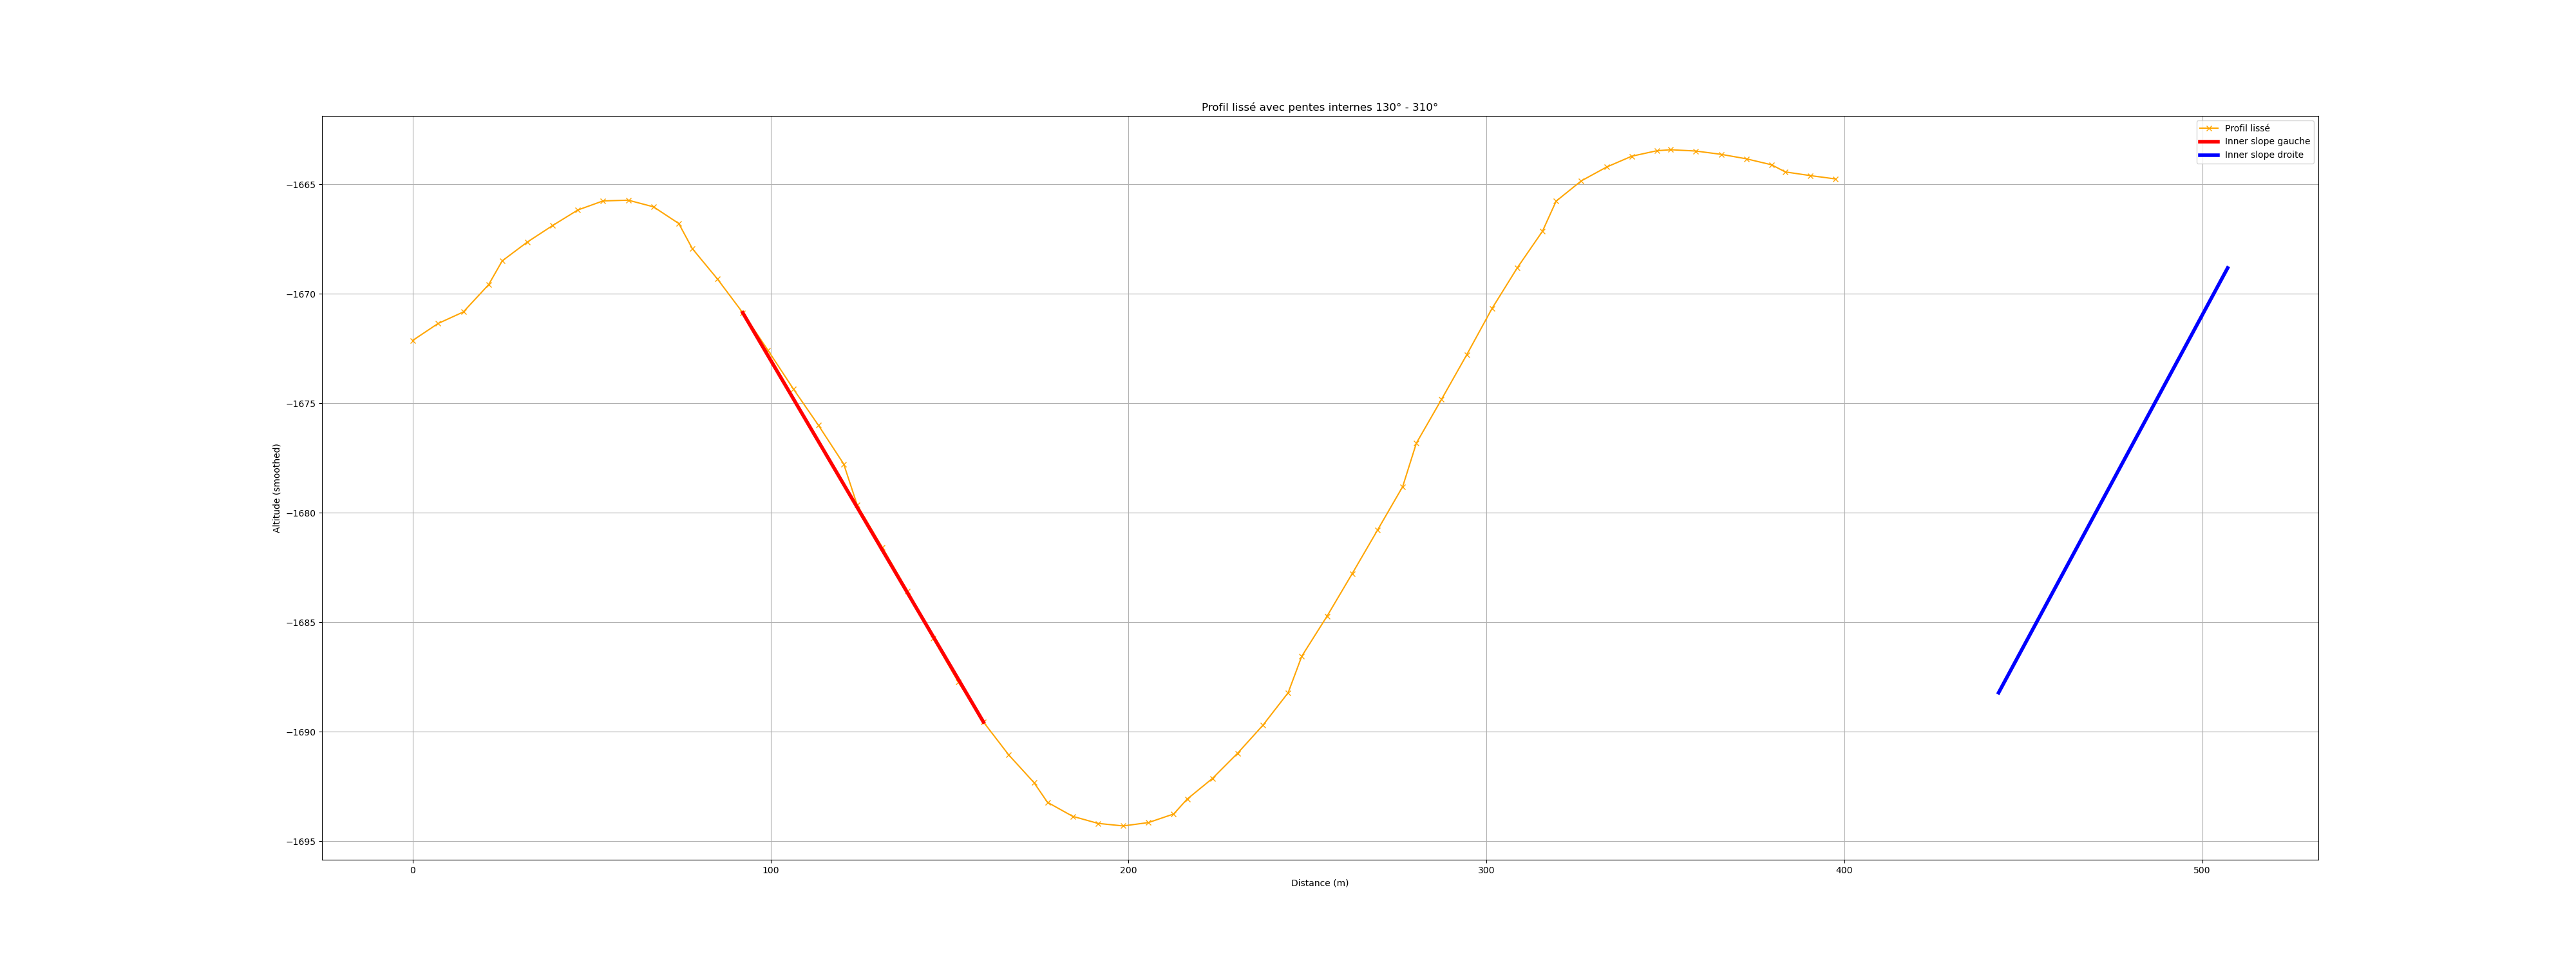 Profil lissé avec pentes internes 130° - 310°
Profil lissé
Inner slope gauche
Inner slope droite
−1665
−1670
−1675
−1680
−1685
−1690
−1695
Altitude (smoothed)
0 100 200 300 400 500
Distance (m)